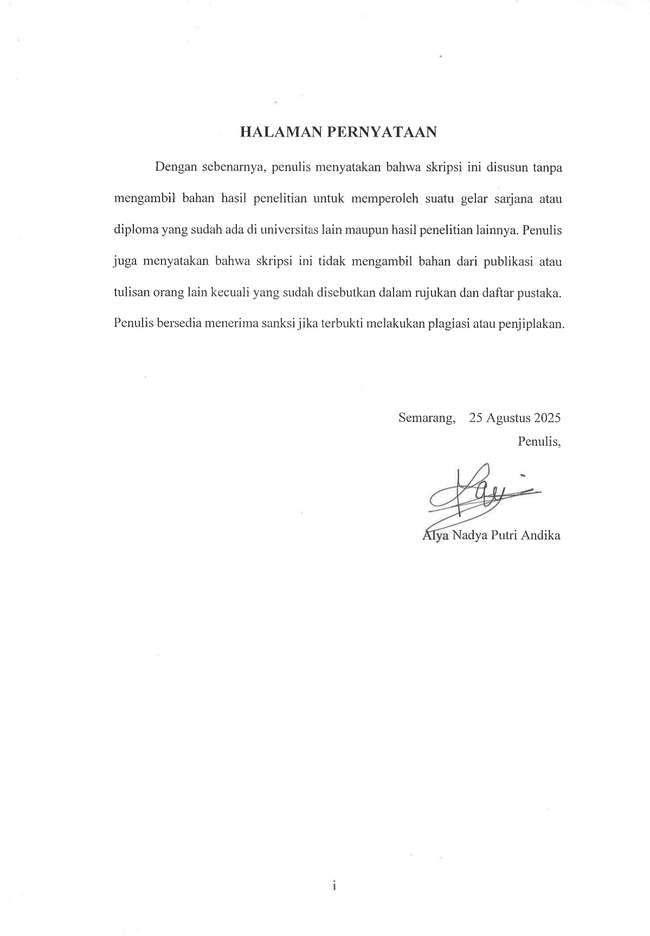 HALAMAN PERNYATAAN
Dengan sebenarnya, penulis menyatakan bahwa skripsi ini disusun tanpa
mengambil bahan hasil penelitian untuk memperoleh suatu gelar sarjana atau
diploma yang sudah ada di universitas lain maupun hasil penelitian lainnya. Penulis
juga menyatakan bahwa skripsi ini tidak mengambil bahan dari publikasi atau
tulisan orang lain kecuali yang sudah disebutkan dalam rujukan dan daftar pustaka.
Penulis bersedia menerima sanksi jika terbukti melakukan plagiasi atau penjiplakan.
Semarang, 25 Agustus 2025
Penulis,
Alya Nadya Putri Andika
i